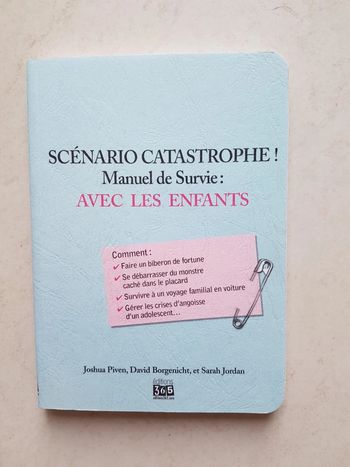 SCÉNARIO CATASTROPHE !
Manuel de Survie :
AVEC LES ENFANTS
Comment :
✔ Faire un biberon de fortune
✔ Se débarrasser du monstre
caché dans le placard
✔ Survivre à un voyage familial en voiture
✔ Gérer les crises d'angoisse
d'un adolescent...
Joshua Piven, David Borgenicht, et Sarah Jordan
éditions
365